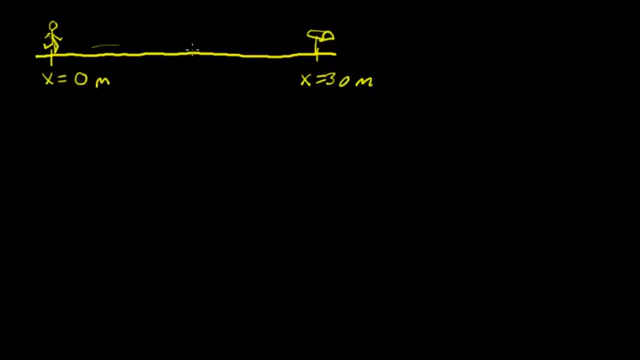 x = 0 m x = 30 m